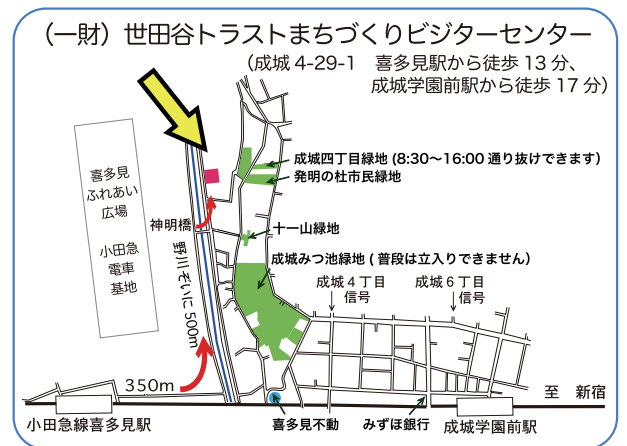 （一財）世田谷トラストまちづくりビジターセンター
（成城 4-29-1　喜多見駅から徒歩 13 分、
成城学園前駅から徒歩 17 分）
成城四丁目緑地 (8:30〜16:00 通り抜けできます）
発明の杜市民緑地
喜多見
ふれあい
広場
神明橋
十一山緑地
小田急
電車
基地
野川ぞいに 500m
成城みつ池緑地 ( 普段は立入りできません）
成城４丁目
信号
成城６丁目
信号
350m
至　新宿
小田急線喜多見駅
喜多見不動
みずほ銀行
成城学園前駅